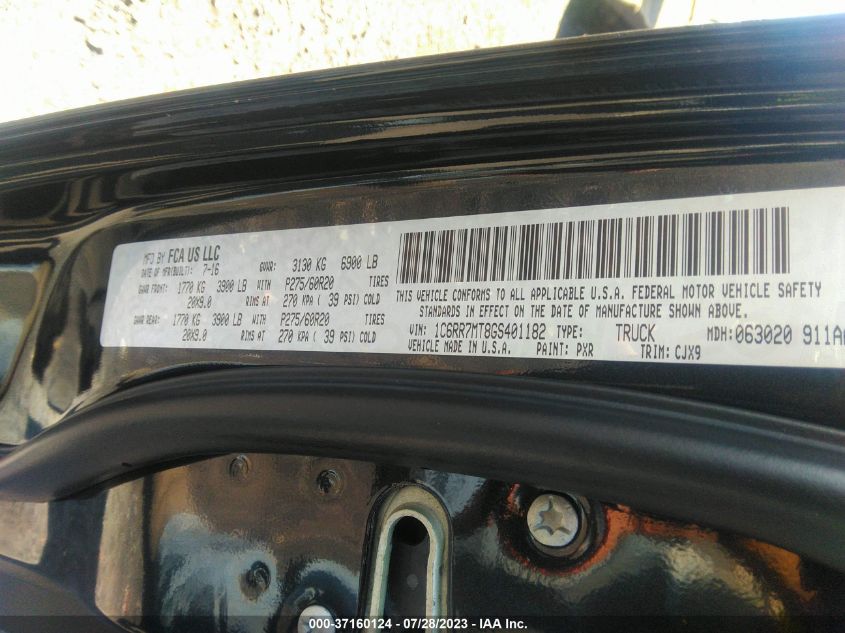 MFD BY FCA US LLC
DATE OF MFR(BUILT): 7-16 GVWR: 3130 KG 6900 LB
GAWR FRONT: 1770 KG 3900 LB WITH P275/60R20 TIRES
20X9.0 RIMS AT 270 KPA ( 39 PSI) COLD
GAWR REAR: 1770 KG 3900 LB WITH P275/60R20 TIRES
20X9.0 RIMS AT 270 KPA ( 39 PSI) COLD
THIS VEHICLE CONFORMS TO ALL APPLICABLE U.S.A. FEDERAL MOTOR VEHICLE SAFETY
STANDARDS IN EFFECT ON THE DATE OF MANUFACTURE SHOWN ABOVE.
VIN: 1C6RR7MT8GS401182 TYPE: TRUCK MDH: 063020 911A
VEHICLE MADE IN U.S.A. PAINT: PXR TRIM: CJX9
000-37160124 - 07/28/2023 - IAA Inc.